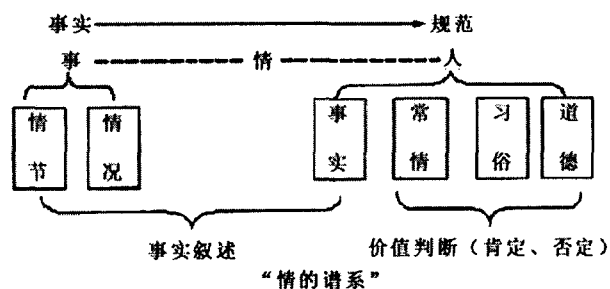 事实 规范
事 情 人
情节 情况 事实 常情 习俗 道德
事实叙述 价值判断（肯定、否定）
“情的谱系”